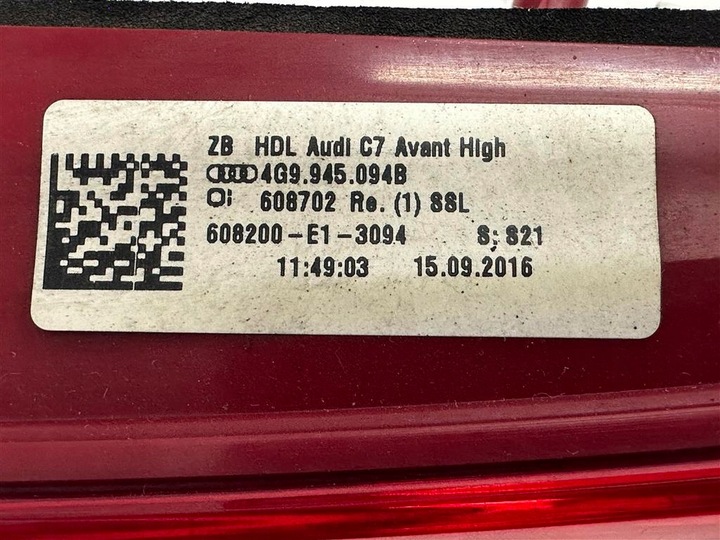 ZB HDL Audi C7 Avant High
4G9.945.094B
608702 Re. (1) SSL
608200-E1-3094 S: S21
11:49:03 15.09.2016